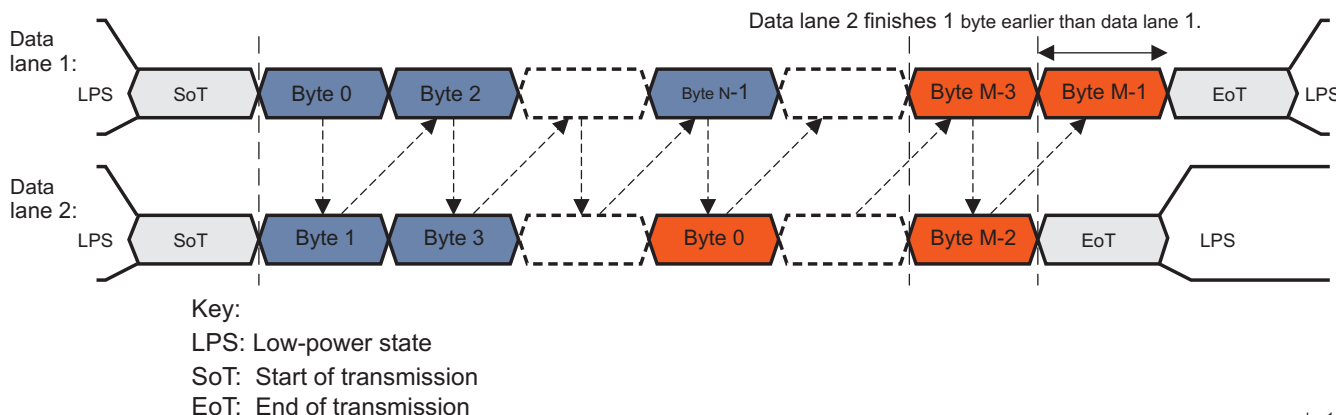 Data lane 2 finishes 1 byte earlier than data lane 1.
Data
lane 1:
LPS
SoT
Byte 0
Byte 2
Byte N-1
Byte M-3
Byte M-1
EoT
LPS
Data
lane 2:
LPS
SoT
Byte 1
Byte 3
Byte 0
Byte M-2
EoT
LPS
Key:
LPS: Low-power state
SoT: Start of transmission
EoT: End of transmission